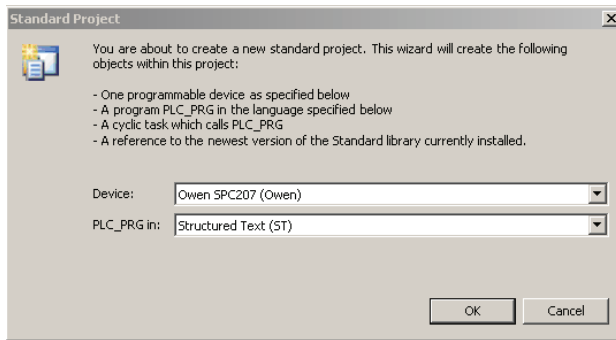 Standard Project
You are about to create a new standard project. This wizard will create the following
objects within this project:
- One programmable device as specified below
- A program PLC_PRG in the language specified below
- A cyclic task which calls PLC_PRG
- A reference to the newest version of the Standard library currently installed.
Device: Owen SPC207 (Owen)
PLC_PRG in: Structured Text (ST)
OK Cancel